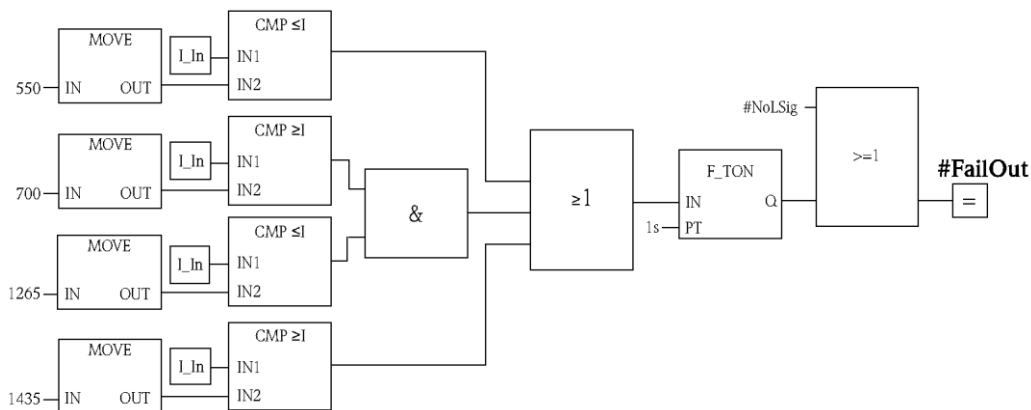 MOVE
550 IN OUT
I_In
CMP ≤I
IN1
IN2
MOVE
700 IN OUT
I_In
CMP ≥I
IN1
IN2
MOVE
1265 IN OUT
I_In
CMP ≤I
IN1
IN2
MOVE
1435 IN OUT
I_In
CMP ≥I
IN1
IN2
&
≥1
F_TON
IN Q
1s PT
#NoLSig
>=1
#FailOut
=